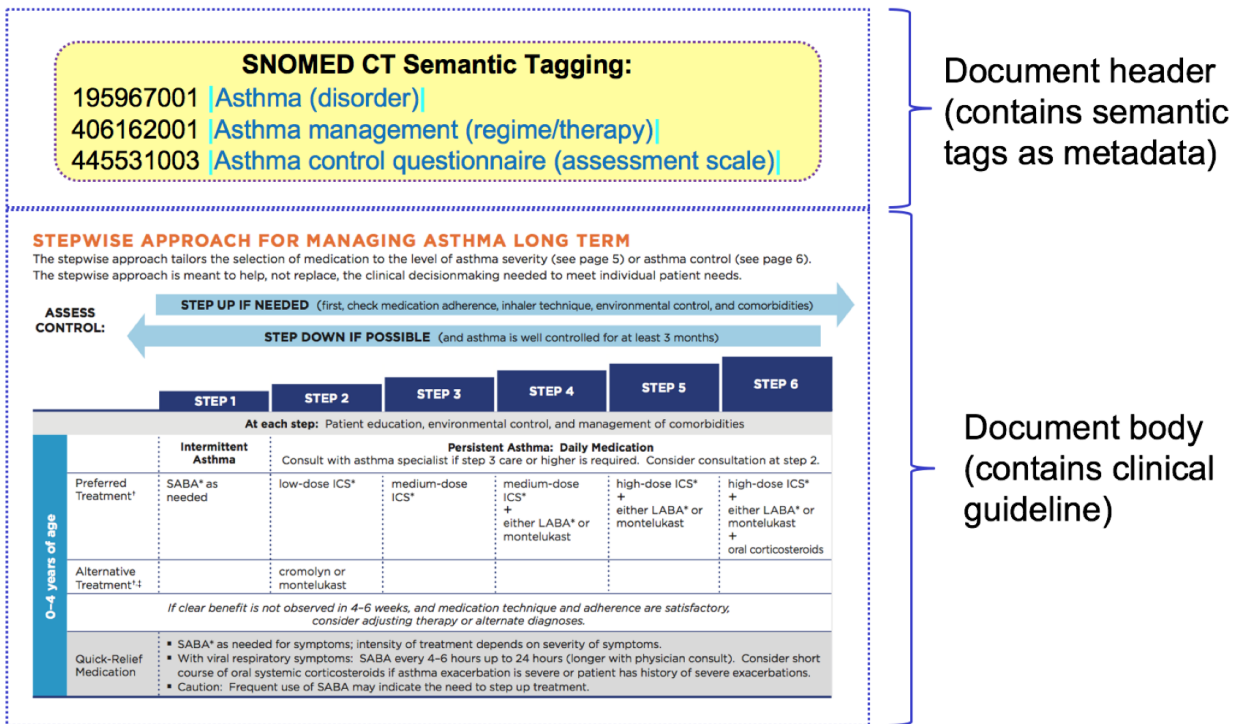 SNOMED CT Semantic Tagging:
195967001 |Asthma (disorder)|
406162001 |Asthma management (regime/therapy)|
445531003 |Asthma control questionnaire (assessment scale)|
Document header
(contains semantic
tags as metadata)
STEPWISE APPROACH FOR MANAGING ASTHMA LONG TERM
The stepwise approach tailors the selection of medication to the level of asthma severity (see page 5) or asthma control (see page 6).
The stepwise approach is meant to help, not replace, the clinical decisionmaking needed to meet individual patient needs.
ASSESS
CONTROL:
STEP UP IF NEEDED (first, check medication adherence, inhaler technique, environmental control, and comorbidities)
STEP DOWN IF POSSIBLE (and asthma is well controlled for at least 3 months)
STEP 1
STEP 2
STEP 3
STEP 4
STEP 5
STEP 6
At each step: Patient education, environmental control, and management of comorbidities
0–4 years of age
Intermittent
Asthma
Persistent Asthma: Daily Medication
Consult with asthma specialist if step 3 care or higher is required. Consider consultation at step 2.
Preferred
Treatment†
SABA* as
needed
low-dose ICS*
medium-dose
ICS*
medium-dose
ICS*
+
either LABA* or
montelukast
high-dose ICS*
+
either LABA* or
montelukast
high-dose ICS*
+
either LABA* or
montelukast
+
oral corticosteroids
Alternative
Treatment†,‡
cromolyn or
montelukast
If clear benefit is not observed in 4–6 weeks, and medication technique and adherence are satisfactory,
consider adjusting therapy or alternate diagnoses.
Quick-Relief
Medication
▪ SABA* as needed for symptoms; intensity of treatment depends on severity of symptoms.
▪ With viral respiratory symptoms: SABA every 4–6 hours up to 24 hours (longer with physician consult). Consider short
course of oral systemic corticosteroids if asthma exacerbation is severe or patient has history of severe exacerbations.
▪ Caution: Frequent use of SABA may indicate the need to step up treatment.
Document body
(contains clinical
guideline)